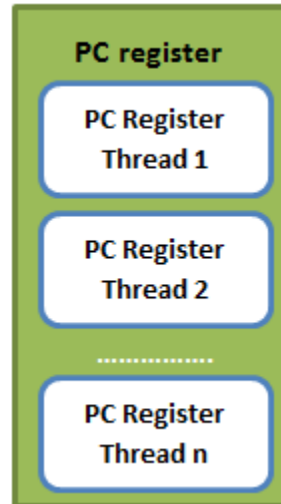 PC register
PC Register
Thread 1
PC Register
Thread 2
................
PC Register
Thread n